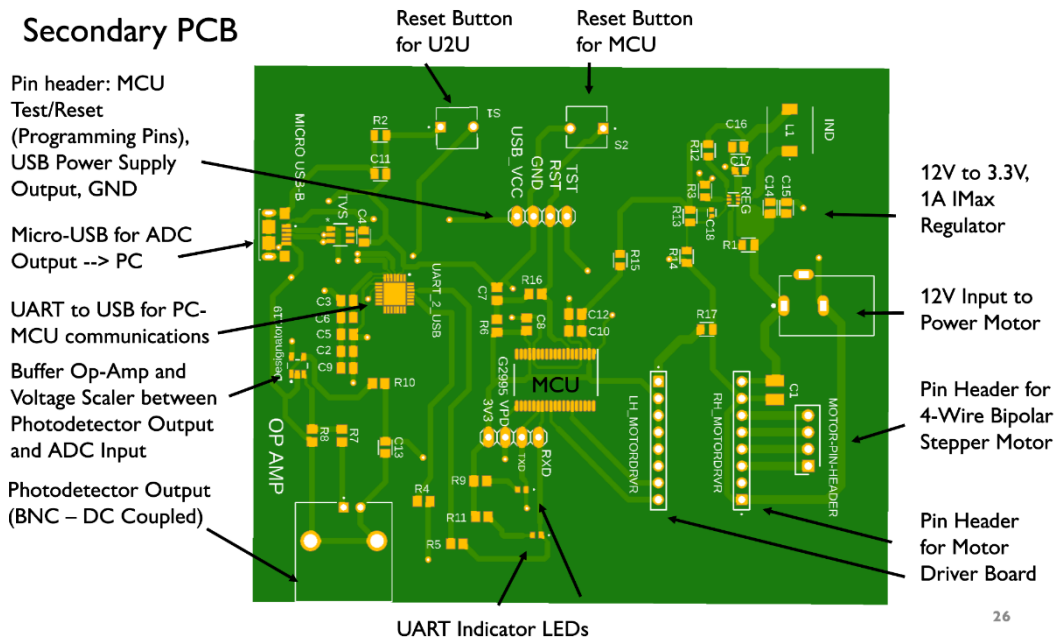 Secondary PCB
Reset Button
for U2U
Reset Button
for MCU
Pin header: MCU
Test/Reset
(Programming Pins),
USB Power Supply
Output, GND
Micro-USB for ADC
Output --> PC
UART to USB for PC-
MCU communications
Buffer Op-Amp and
Voltage Scaler between
Photodetector Output
and ADC Input
Photodetector Output
(BNC – DC Coupled)
UART Indicator LEDs
12V to 3.3V,
1A IMax
Regulator
12V Input to
Power Motor
Pin Header for
4-Wire Bipolar
Stepper Motor
Pin Header
for Motor
Driver Board
26
MICRO USB-B
R2
C11
TVS
C4
S1
S2
USB_VCC
GND
RST
TST
UART_2_USB
C3
C6
C5
C2
C9
Designator19
R10
OP AMP
R8
R7
C13
R4
R5
C7
R6
R16
C8
C12
C10
R15
MCU
G2995
3V3
VPD
TXD
RXD
R9
R11
R12
C16
C17
L1
IND
R3
REG
R13
C18
C14
C15
R14
R1
R17
LH_MOTORDRVR
RH_MOTORDRVR
C1
MOTOR-PIN-HEADER